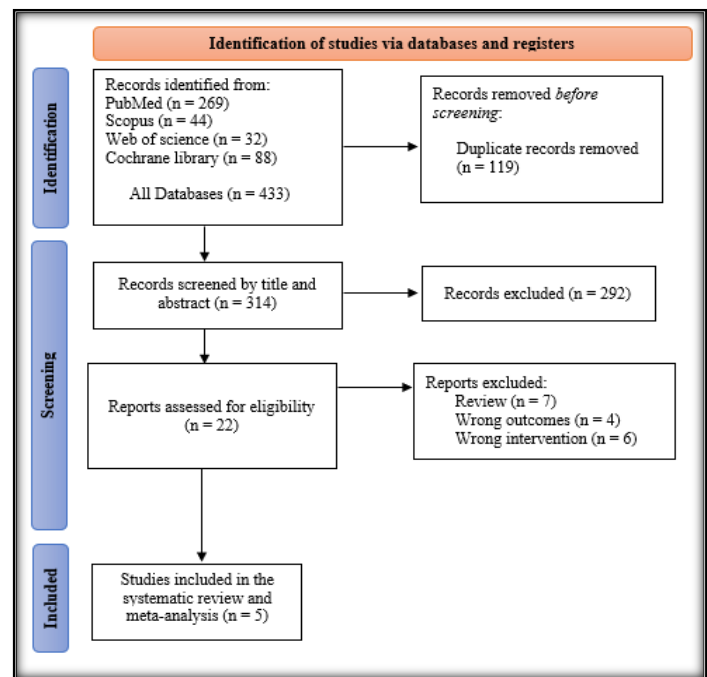 Identification of studies via databases and registers
Identification
Records identified from:
PubMed (n = 269)
Scopus (n = 44)
Web of science (n = 32)
Cochrane library (n = 88)
All Databases (n = 433)
Records removed before
screening:
Duplicate records removed
(n = 119)
Screening
Records screened by title and
abstract (n = 314)
Records excluded (n = 292)
Reports assessed for eligibility
(n = 22)
Reports excluded:
Review (n = 7)
Wrong outcomes (n = 4)
Wrong intervention (n = 6)
Included
Studies included in the
systematic review and
meta-analysis (n = 5)